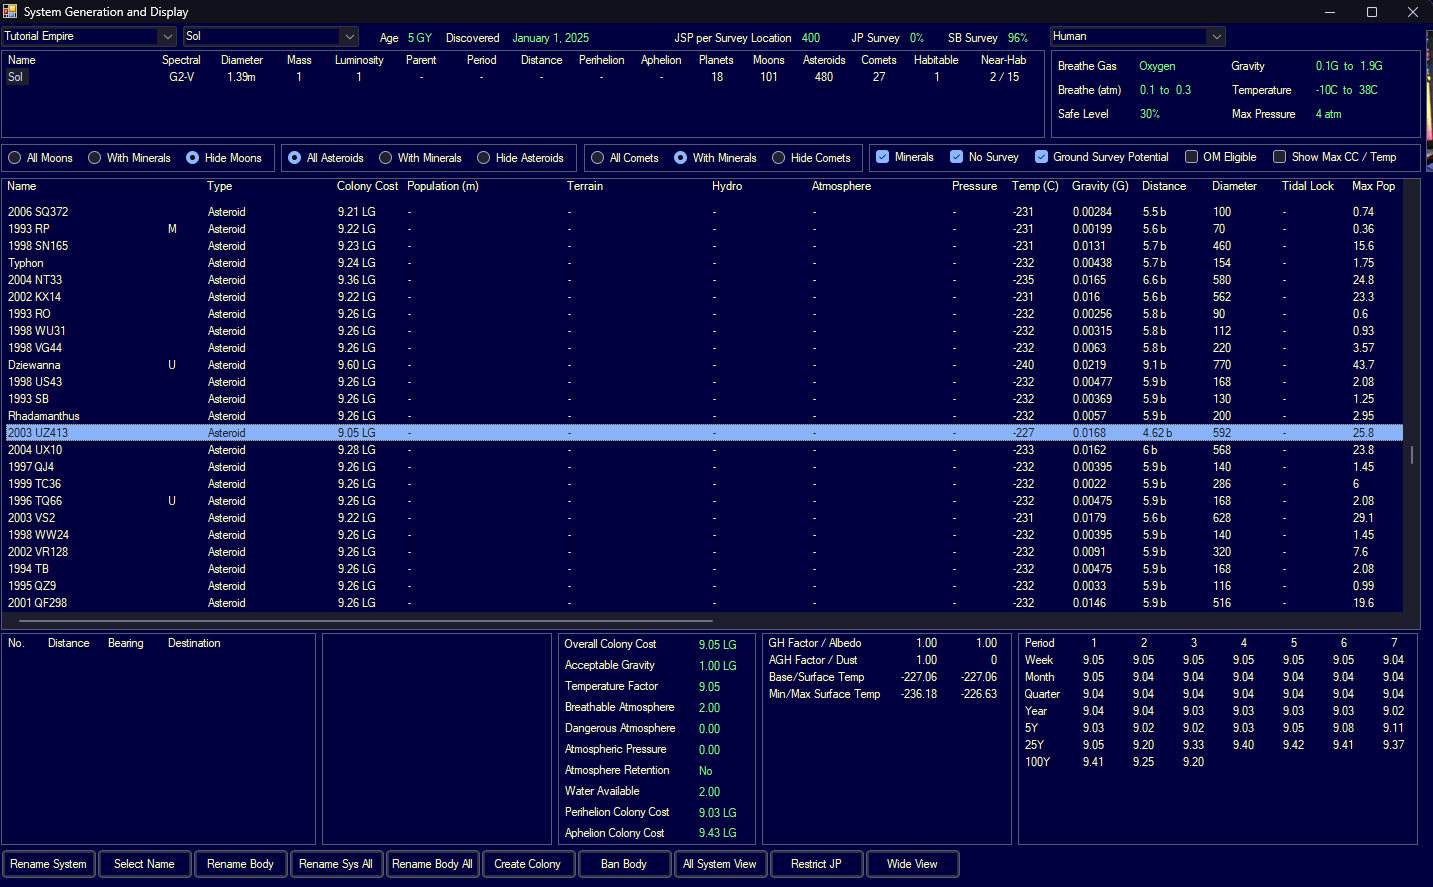 System Generation and Display
Tutorial Empire Sol Age 5 GY Discovered January 1, 2025 JSP per Survey Location 400 JP Survey 0% SB Survey 96% Human
Name Spectral Diameter Mass Luminosity Parent Period Distance Perihelion Aphelion Planets Moons Asteroids Comets Habitable Near-Hab
Sol G2-V 1.39m 1 1 - - - - - 18 101 480 27 1 2 / 15
Breathe Gas Oxygen Gravity 0.1G to 1.9G
Breathe (atm) 0.1 to 0.3 Temperature -10C to 38C
Safe Level 30% Max Pressure 4 atm
All Moons With Minerals Hide Moons All Asteroids With Minerals Hide Asteroids All Comets With Minerals Hide Comets Minerals No Survey Ground Survey Potential OM Eligible Show Max CC / Temp
Name Type Colony Cost Population (m) Terrain Hydro Atmosphere Pressure Temp (C) Gravity (G) Distance Diameter Tidal Lock Max Pop
2006 SQ372 Asteroid 9.21 LG - - - - - -231 0.00284 5.5 b 100 - 0.74
1993 RP M Asteroid 9.22 LG - - - - - -231 0.00199 5.6 b 70 - 0.36
1998 SN165 Asteroid 9.23 LG - - - - - -231 0.0131 5.7 b 460 - 15.6
Typhon Asteroid 9.24 LG - - - - - -232 0.00438 5.7 b 154 - 1.75
2004 NT33 Asteroid 9.36 LG - - - - - -235 0.0165 6.6 b 580 - 24.8
2002 KX14 Asteroid 9.22 LG - - - - - -231 0.016 5.6 b 562 - 23.3
1993 RO Asteroid 9.26 LG - - - - - -232 0.00256 5.8 b 90 - 0.6
1998 WU31 Asteroid 9.26 LG - - - - - -232 0.00315 5.8 b 112 - 0.93
1998 VG44 Asteroid 9.26 LG - - - - - -232 0.0063 5.8 b 220 - 3.57
Dziewanna U Asteroid 9.60 LG - - - - - -240 0.0219 9.1 b 770 - 43.7
1998 US43 Asteroid 9.26 LG - - - - - -232 0.00477 5.9 b 168 - 2.08
1993 SB Asteroid 9.26 LG - - - - - -232 0.00369 5.9 b 130 - 1.25
Rhadamanthus Asteroid 9.26 LG - - - - - -232 0.0057 5.9 b 200 - 2.95
2003 UZ413 Asteroid 9.05 LG - - - - - -227 0.0168 4.62 b 592 - 25.8
2004 UX10 Asteroid 9.28 LG - - - - - -233 0.0162 6 b 568 - 23.8
1997 QJ4 Asteroid 9.26 LG - - - - - -232 0.00395 5.9 b 140 - 1.45
1999 TC36 Asteroid 9.26 LG - - - - - -232 0.0022 5.9 b 286 - 6
1996 TQ66 U Asteroid 9.26 LG - - - - - -232 0.00475 5.9 b 168 - 2.08
2003 VS2 Asteroid 9.22 LG - - - - - -231 0.0179 5.6 b 628 - 29.1
1998 WW24 Asteroid 9.26 LG - - - - - -232 0.00395 5.9 b 140 - 1.45
2002 VR128 Asteroid 9.26 LG - - - - - -232 0.0091 5.9 b 320 - 7.6
1994 TB Asteroid 9.26 LG - - - - - -232 0.00475 5.9 b 168 - 2.08
1995 QZ9 Asteroid 9.26 LG - - - - - -232 0.0033 5.9 b 116 - 0.99
2001 QF298 Asteroid 9.26 LG - - - - - -232 0.0146 5.9 b 516 - 19.6
No. Distance Bearing Destination
Overall Colony Cost 9.05 LG
Acceptable Gravity 1.00 LG
Temperature Factor 9.05
Breathable Atmosphere 2.00
Dangerous Atmosphere 0.00
Atmospheric Pressure 0.00
Atmosphere Retention No
Water Available 2.00
Perihelion Colony Cost 9.03 LG
Aphelion Colony Cost 9.43 LG
GH Factor / Albedo 1.00 1.00
AGH Factor / Dust 1.00 0
Base/Surface Temp -227.06 -227.06
Min/Max Surface Temp -236.18 -226.63
Period 1 2 3 4 5 6 7
Week 9.05 9.05 9.05 9.05 9.05 9.05 9.04
Month 9.05 9.04 9.04 9.04 9.04 9.04 9.04
Quarter 9.04 9.04 9.04 9.04 9.04 9.04 9.04
Year 9.04 9.04 9.03 9.03 9.03 9.03 9.02
5Y 9.03 9.02 9.02 9.03 9.05 9.08 9.11
25Y 9.05 9.20 9.33 9.40 9.42 9.41 9.37
100Y 9.41 9.25 9.20
Rename System Select Name Rename Body Rename Sys All Rename Body All Create Colony Ban Body All System View Restrict JP Wide View